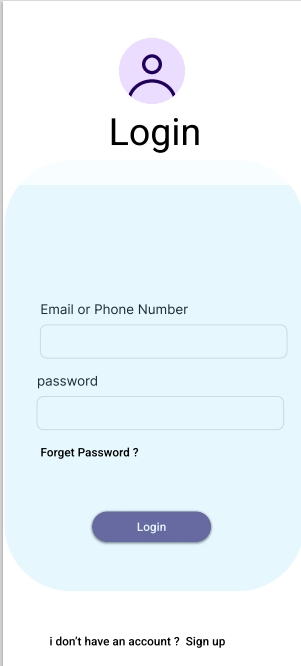 Login
Email or Phone Number
password
Forget Password ?
Login
i don’t have an account ? Sign up